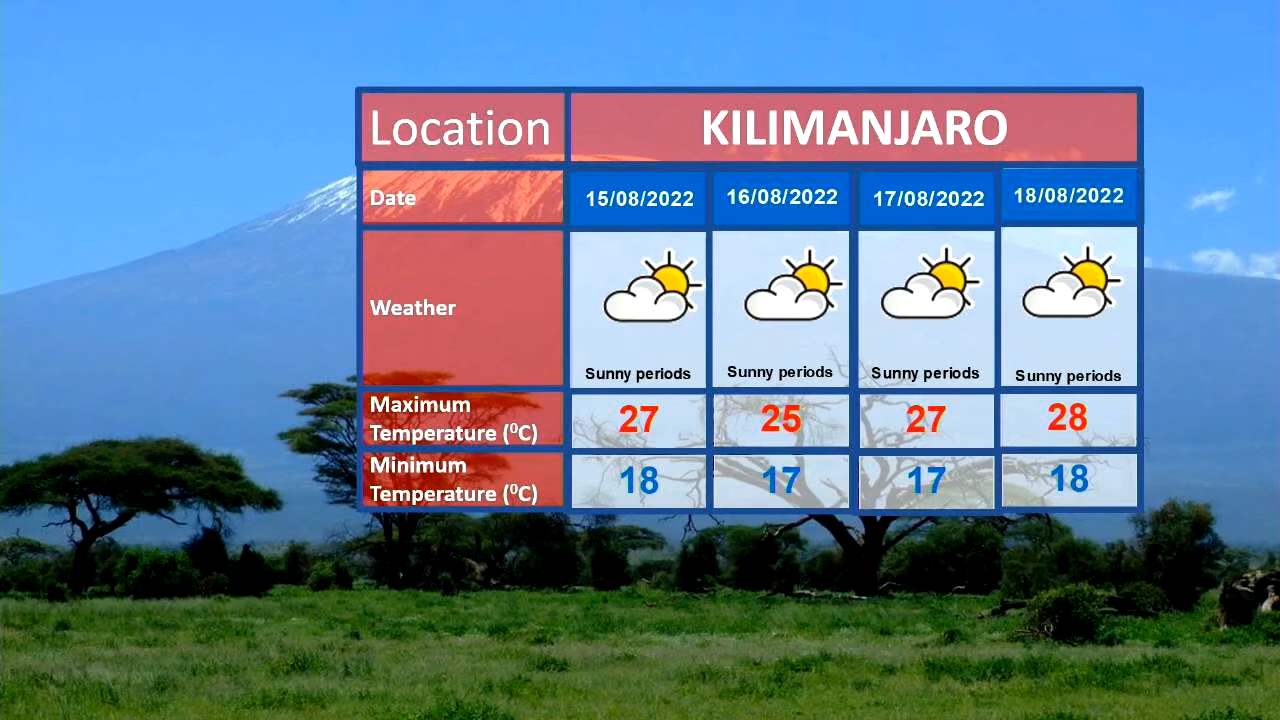 Location KILIMANJARO
Date 15/08/2022 16/08/2022 17/08/2022 18/08/2022
Weather
Sunny periods Sunny periods Sunny periods Sunny periods
Maximum
Temperature (⁰C) 27 25 27 28
Minimum
Temperature (⁰C) 18 17 17 18